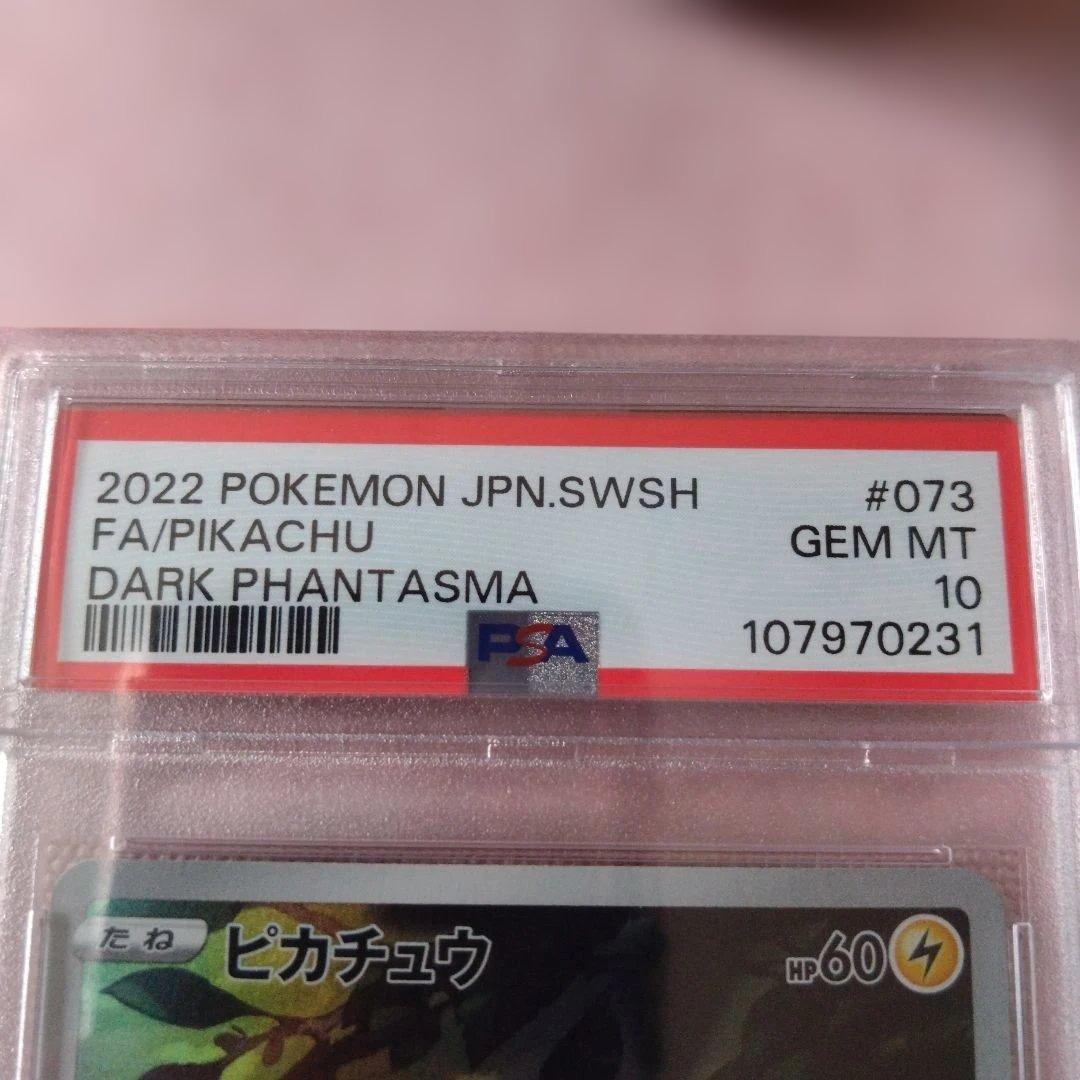 2022 POKEMON JPN.SWSH #073
FA/PIKACHU GEM MT
DARK PHANTASMA 10
PSA 107970231
たね ピカチュウ HP60